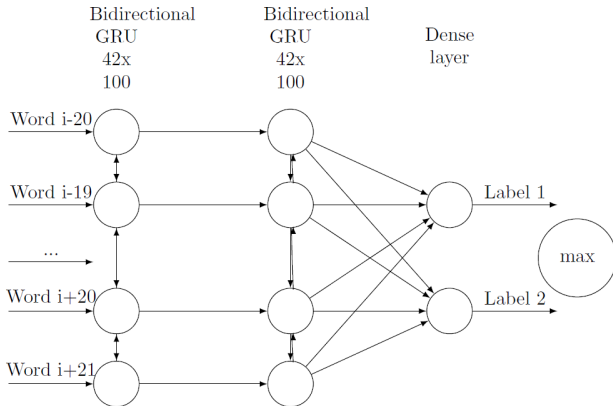 Bidirectional
GRU
42x
100
Bidirectional
GRU
42x
100
Dense
layer
Word i-20
Word i-19
...
Word i+20
Word i+21
Label 1
Label 2
max